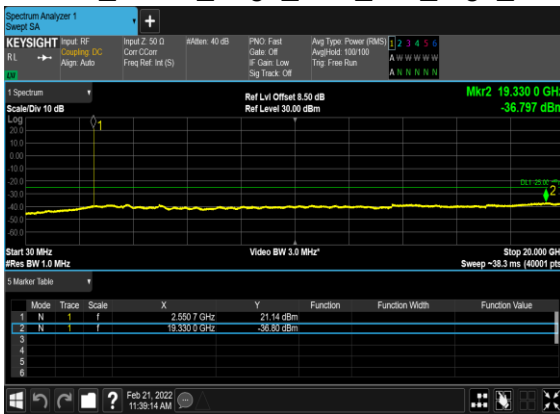 Spectrum Analyzer 1
Swept SA
KEYSIGHT Input: RF Input Z: 50 Ω #Atten: 40 dB PNO: Fast Avg Type: Power (RMS) 1 2 3 4 5 6
RL Coupling: DC Corr CCorr Gate: Off Avg|Hold: 100/100 A W W W W W
Align: Auto Freq Ref: Int (S) IF Gain: Low Trig: Free Run
LV Sig Track: Off A N N N N N
1 Spectrum Ref Lvl Offset 8.50 dB Mkr2 19.330 0 GHz
Scale/Div 10 dB Ref Level 30.00 dBm -36.797 dBm
Log
20.0 1
10.0
0.00
-10.0
-20.0
-30.0 2
-40.0
-50.0
-60.0
Start 30 MHz Video BW 3.0 MHz* Stop 20.000 GH
#Res BW 1.0 MHz Sweep ~38.3 ms (40001 pts
5 Marker Table
Mode Trace Scale X Y Function Function Width Function Value
1 N 1 f 2.550 7 GHz 21.14 dBm
2 N 1 f 19.330 0 GHz -36.80 dBm
3
4
5
6
? Feb 21, 2022
11:39:14 AM